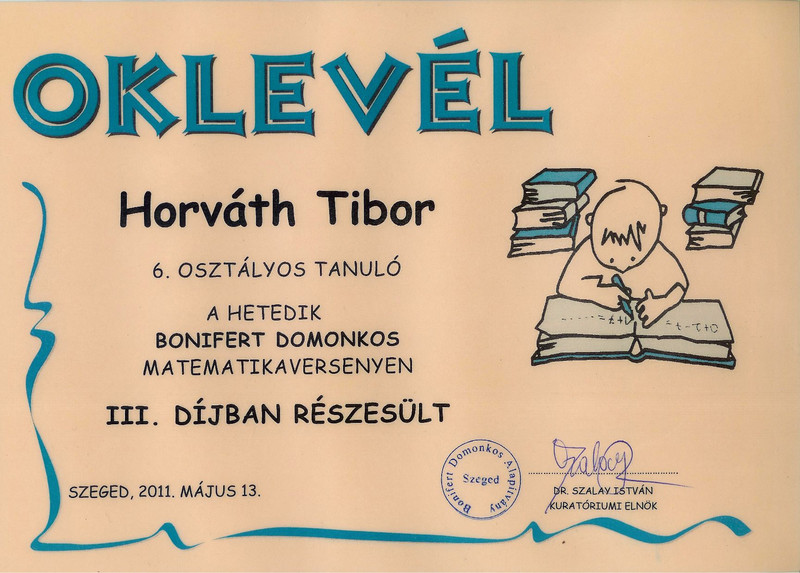 OKLEVÉL
Horváth Tibor
6. OSZTÁLYOS TANULÓ
A HETEDIK
BONIFERT DOMONKOS
MATEMATIKAVERSENYEN
III. DÍJBAN RÉSZESÜLT
SZEGED, 2011. MÁJUS 13.
Bonifert Domonkos Alapítvány
Szeged
Szalay
DR. SZALAY ISTVÁN
KURATÓRIUMI ELNÖK